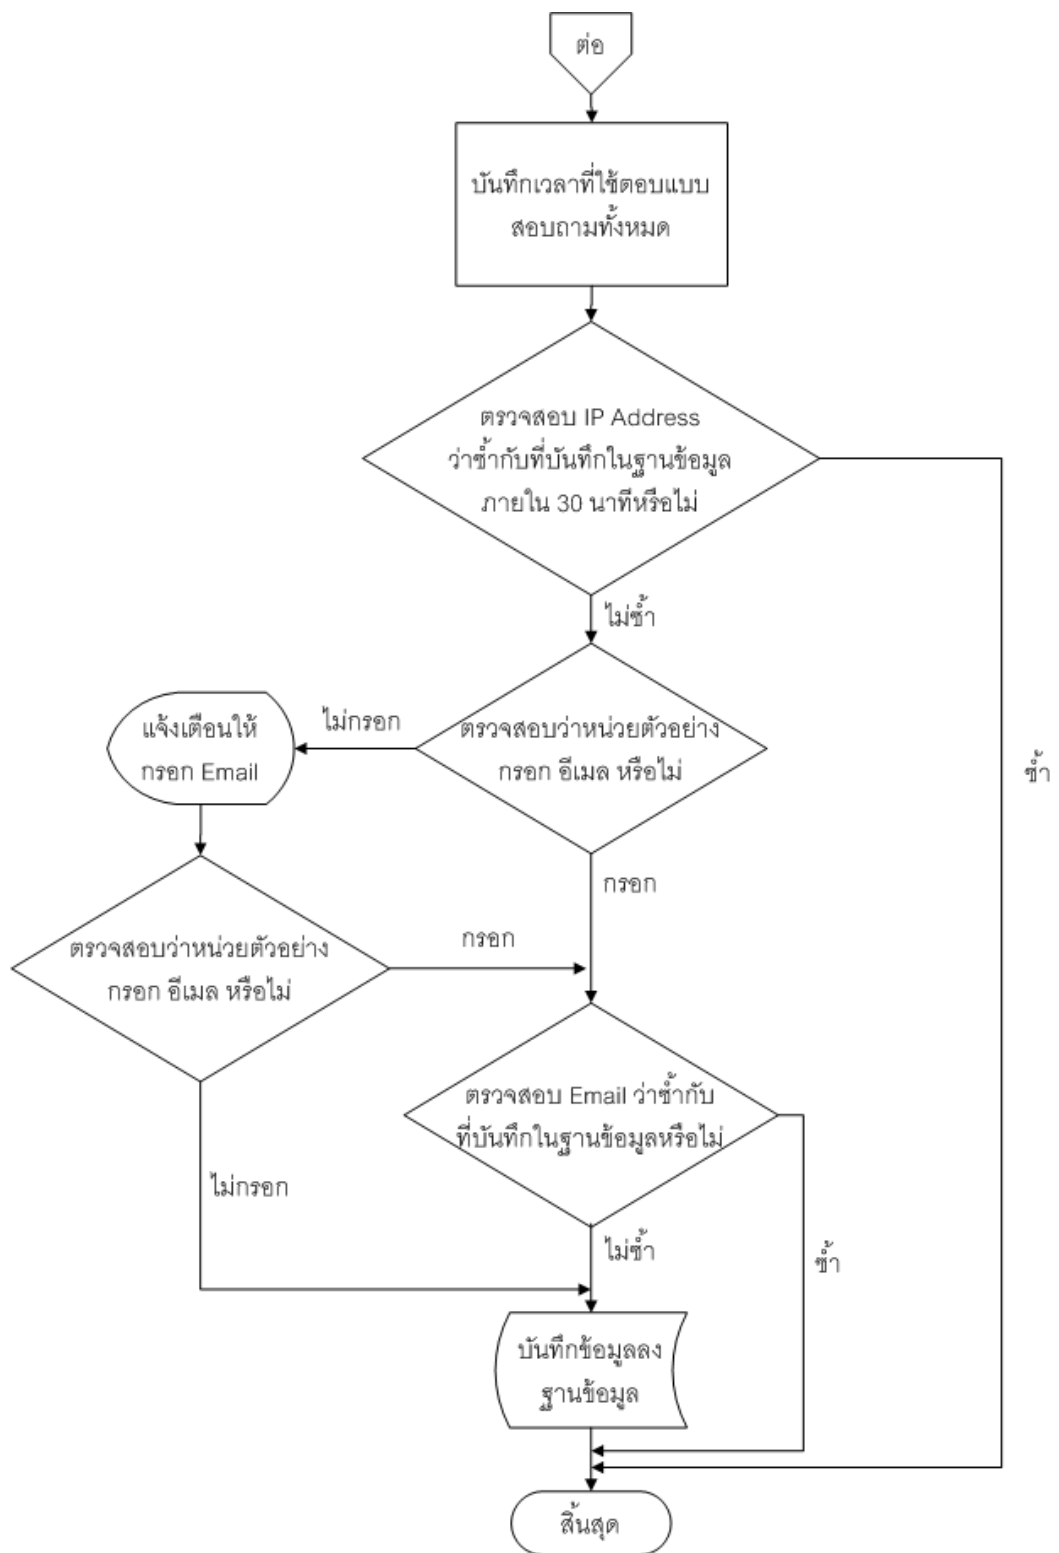 ต่อ
บันทึกเวลาที่ใช้ตอบแบบ
สอบถามทั้งหมด
ตรวจสอบ IP Address
ว่าซ้ำกับที่บันทึกในฐานข้อมูล
ภายใน 30 นาทีหรือไม่
ไม่ซ้ำ
ซ้ำ
ตรวจสอบว่าหน่วยตัวอย่าง
กรอก อีเมล หรือไม่
ไม่กรอก
แจ้งเตือนให้
กรอก Email
กรอก
ตรวจสอบว่าหน่วยตัวอย่าง
กรอก อีเมล หรือไม่
กรอก
ไม่กรอก
ตรวจสอบ Email ว่าซ้ำกับ
ที่บันทึกในฐานข้อมูลหรือไม่
ไม่ซ้ำ
ซ้ำ
บันทึกข้อมูลลง
ฐานข้อมูล
สิ้นสุด